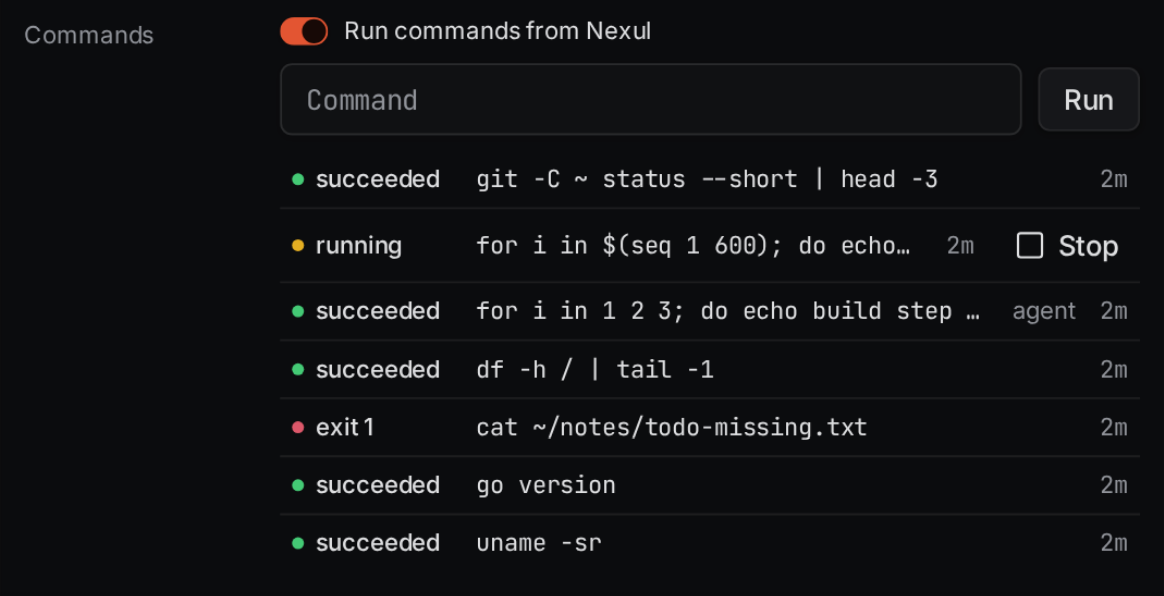 Commands
Run commands from Nexul
Command
Run
succeeded git -C ~ status --short | head -3 2m
running for i in $(seq 1 600); do echo… 2m Stop
succeeded for i in 1 2 3; do echo build step … agent 2m
succeeded df -h / | tail -1 2m
exit 1 cat ~/notes/todo-missing.txt 2m
succeeded go version 2m
succeeded uname -sr 2m